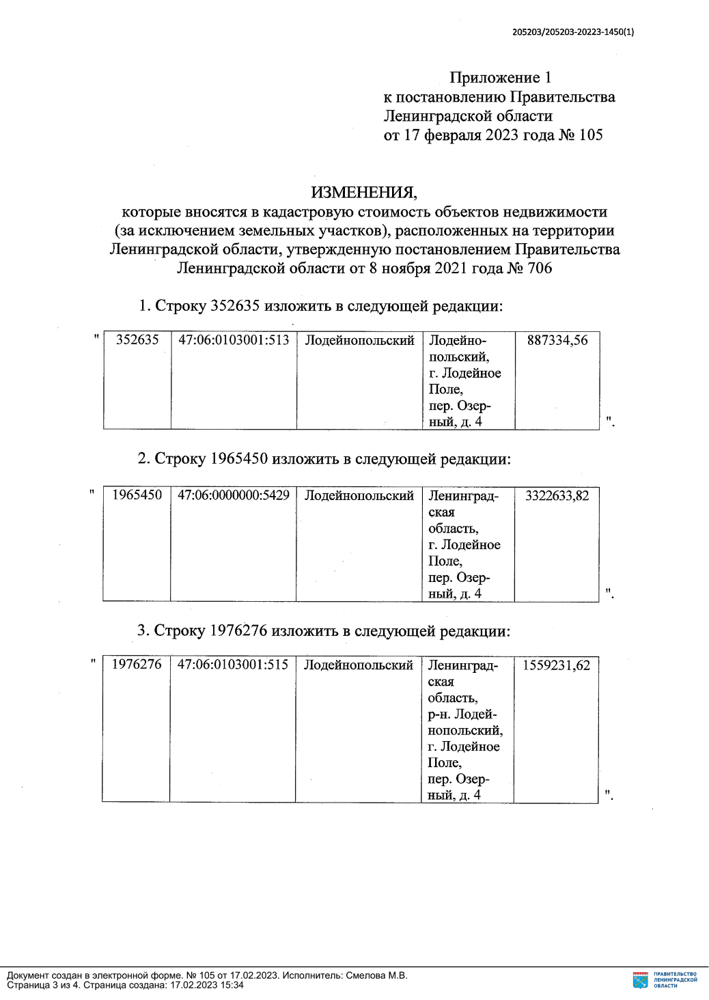 205203/205203-20223-1450(1)
Приложение 1
к постановлению Правительства
Ленинградской области
от 17 февраля 2023 года № 105
ИЗМЕНЕНИЯ,
которые вносятся в кадастровую стоимость объектов недвижимости
(за исключением земельных участков), расположенных на территории
Ленинградской области, утвержденную постановлением Правительства
Ленинградской области от 8 ноября 2021 года № 706
1. Строку 352635 изложить в следующей редакции:
" 352635 47:06:0103001:513 Лодейнопольский Лодейно- 887334,56
польский,
г. Лодейное
Поле,
пер. Озер-
ный, д. 4 ".
2. Строку 1965450 изложить в следующей редакции:
" 1965450 47:06:0000000:5429 Лодейнопольский Ленинград- 3322633,82
ская
область,
г. Лодейное
Поле,
пер. Озер-
ный, д. 4 ".
3. Строку 1976276 изложить в следующей редакции:
" 1976276 47:06:0103001:515 Лодейнопольский Ленинград- 1559231,62
ская
область,
р-н. Лодей-
нопольский,
г. Лодейное
Поле,
пер. Озер-
ный, д. 4 ".
Документ создан в электронной форме. № 105 от 17.02.2023. Исполнитель: Смелова М.В.
Страница 3 из 4. Страница создана: 17.02.2023 15:34
ПРАВИТЕЛЬСТВО
ЛЕНИНГРАДСКОЙ
ОБЛАСТИ